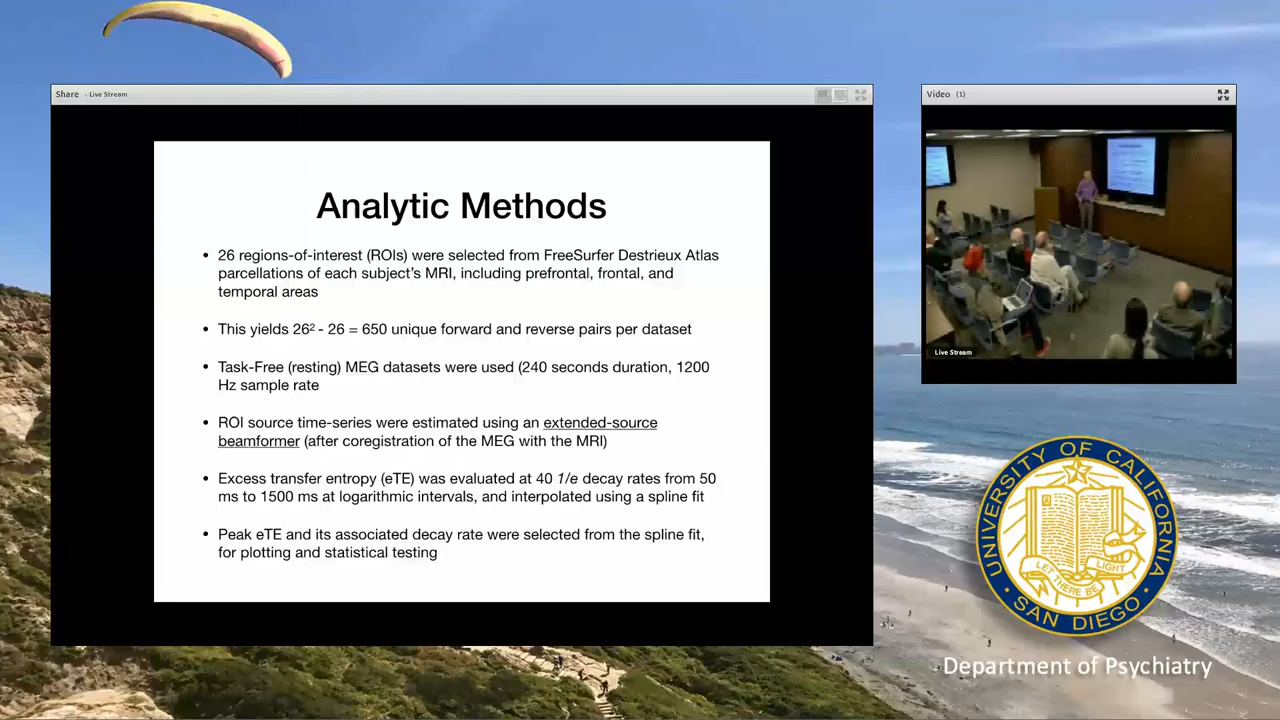 Share - Live Stream
Analytic Methods
• 26 regions-of-interest (ROIs) were selected from FreeSurfer Destrieux Atlas
parcellations of each subject's MRI, including prefrontal, frontal, and
temporal areas
• This yields 26² - 26 = 650 unique forward and reverse pairs per dataset
• Task-Free (resting) MEG datasets were used (240 seconds duration, 1200
Hz sample rate
• ROI source time-series were estimated using an extended-source
beamformer (after coregistration of the MEG with the MRI)
• Excess transfer entropy (eTE) was evaluated at 40 1/e decay rates from 50
ms to 1500 ms at logarithmic intervals, and interpolated using a spline fit
• Peak eTE and its associated decay rate were selected from the spline fit,
for plotting and statistical testing
Video (1)
Live Stream
UNIVERSITY OF CALIFORNIA
LET THERE BE LIGHT
• SAN DIEGO •
Department of Psychiatry